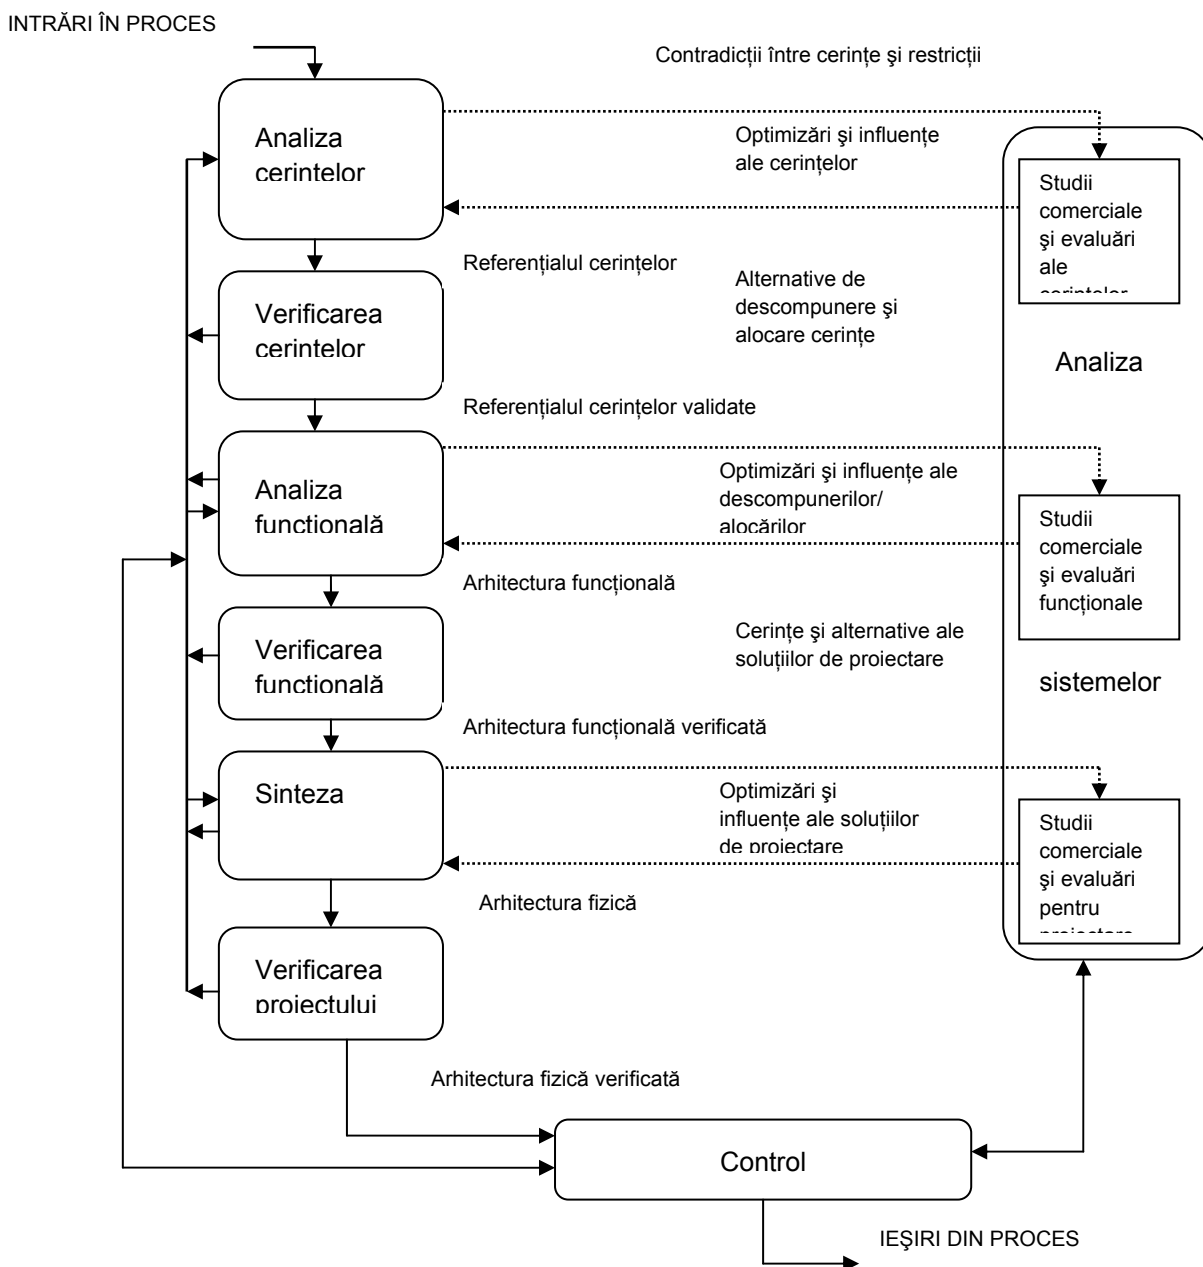 INTRĂRI ÎN PROCES
Contradicții între cerințe şi restricții
Analiza
cerintelor
Optimizări şi influențe
ale cerințelor
Studii
comerciale
şi evaluări
ale
Referențialul cerințelor
Alternative de
descompunere şi
alocare cerințe
Verificarea
cerintelor
Analiza
Referențialul cerințelor validate
Analiza
funcțională
Optimizări şi influențe ale
descompunerilor/
alocărilor
Studii
comerciale
şi evaluări
funcționale
Arhitectura funcțională
Cerințe şi alternative ale
soluțiilor de proiectare
Verificarea
funcțională
sistemelor
Arhitectura funcțională verificată
Sinteza
Optimizări şi
influențe ale soluțiilor
de proiectare
Studii
comerciale
şi evaluări
pentru
Arhitectura fizică
Verificarea
proiectului
Arhitectura fizică verificată
Control
IEŞIRI DIN PROCES